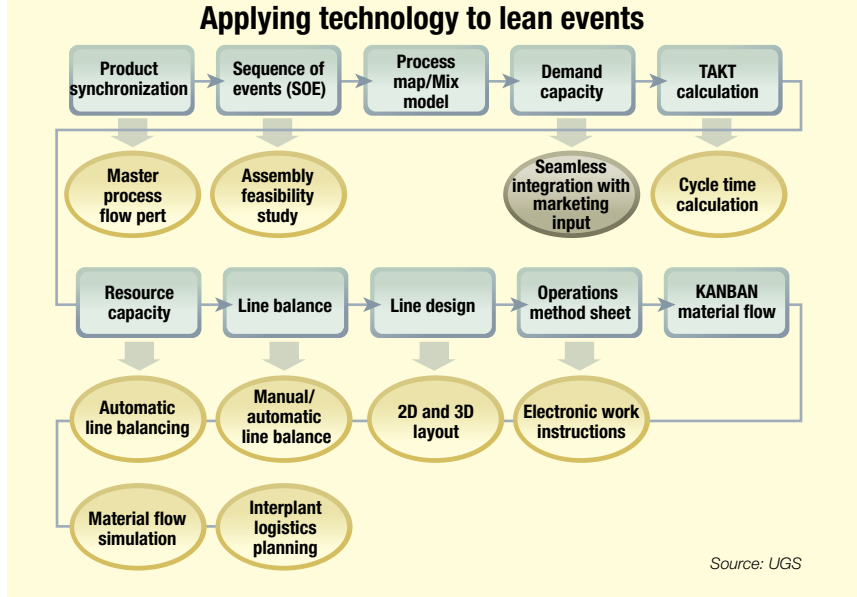 Applying technology to lean events
Product
synchronization
Sequence of
events (SOE)
Process
map/Mix
model
Demand
capacity
TAKT
calculation
Master
process
flow pert
Assembly
feasibility
study
Seamless
integration with
marketing
input
Cycle time
calculation
Resource
capacity
Line balance
Line design
Operations
method sheet
KANBAN
material flow
Automatic
line balancing
Manual/
automatic
line balance
2D and 3D
layout
Electronic work
instructions
Material flow
simulation
Interplant
logistics
planning
Source: UGS